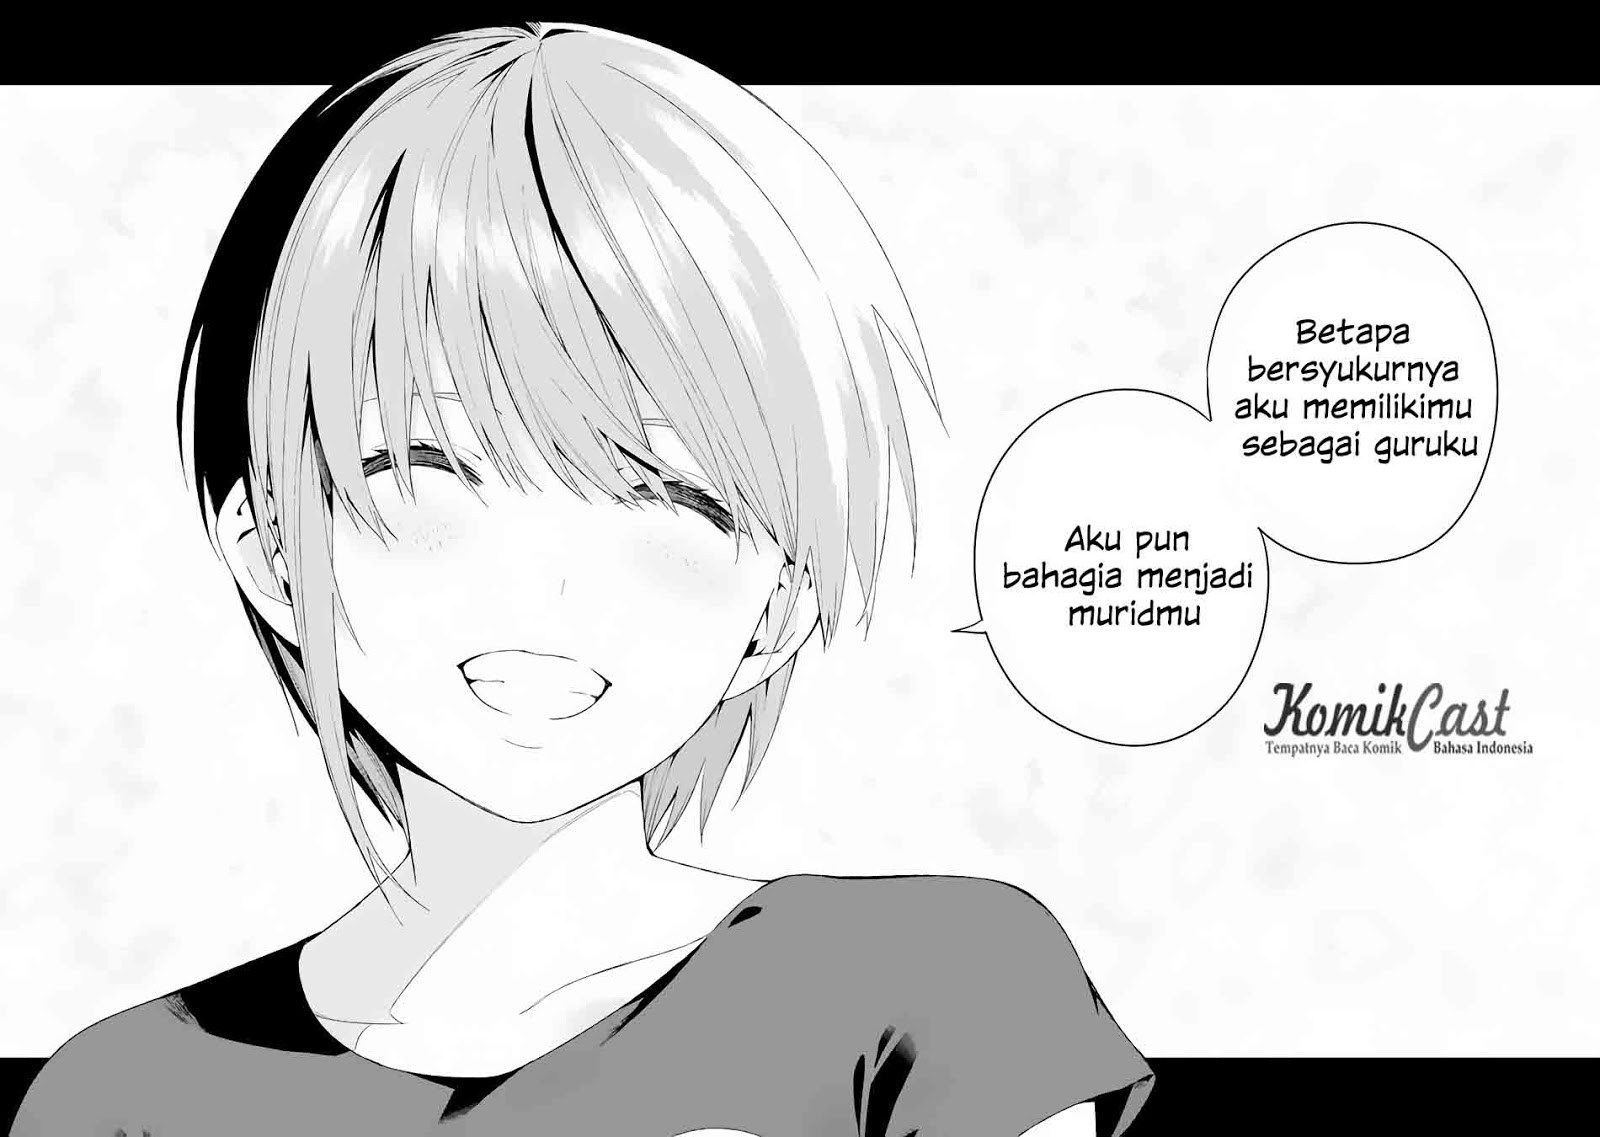 Betapa
bersyukurnya
aku memilikimu
sebagai guruku
Aku pun
bahagia menjadi
muridmu
KomikCast
Tempatnya Baca Komik Bahasa Indonesia